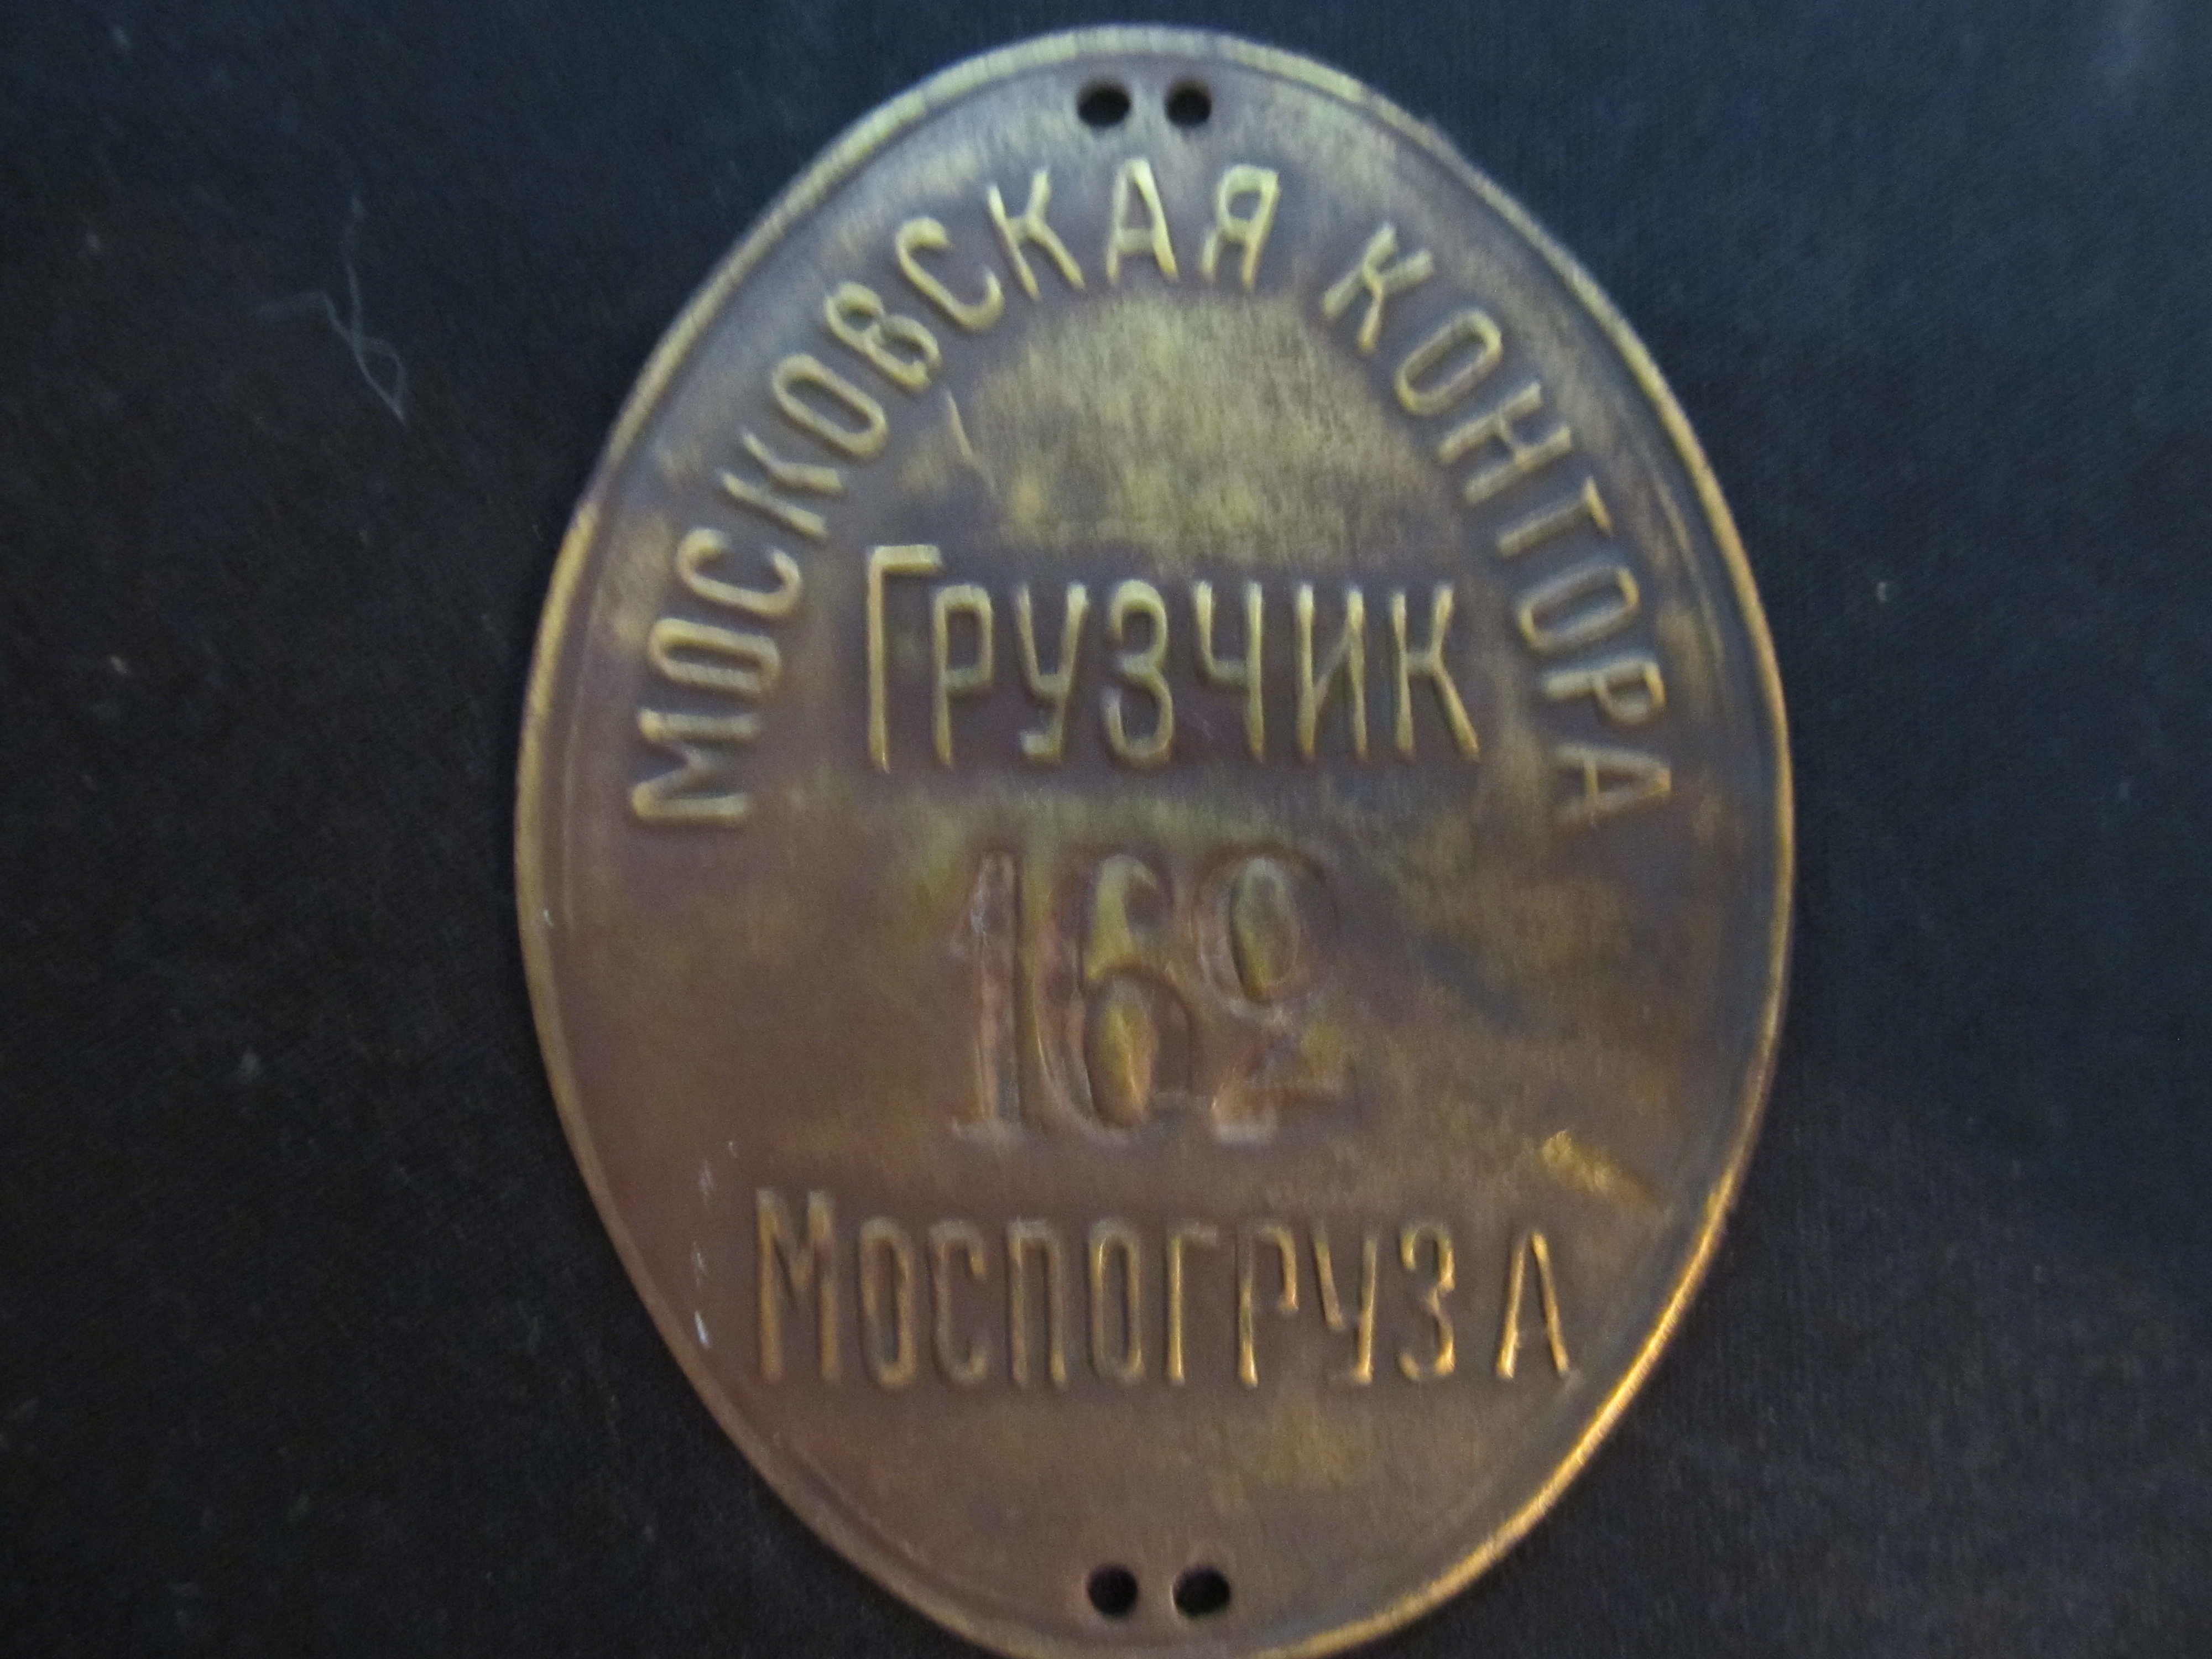 МОСКОВСКАЯ КОНТОРА
ГРУЗЧИК
162
МОСПОГРУЗА